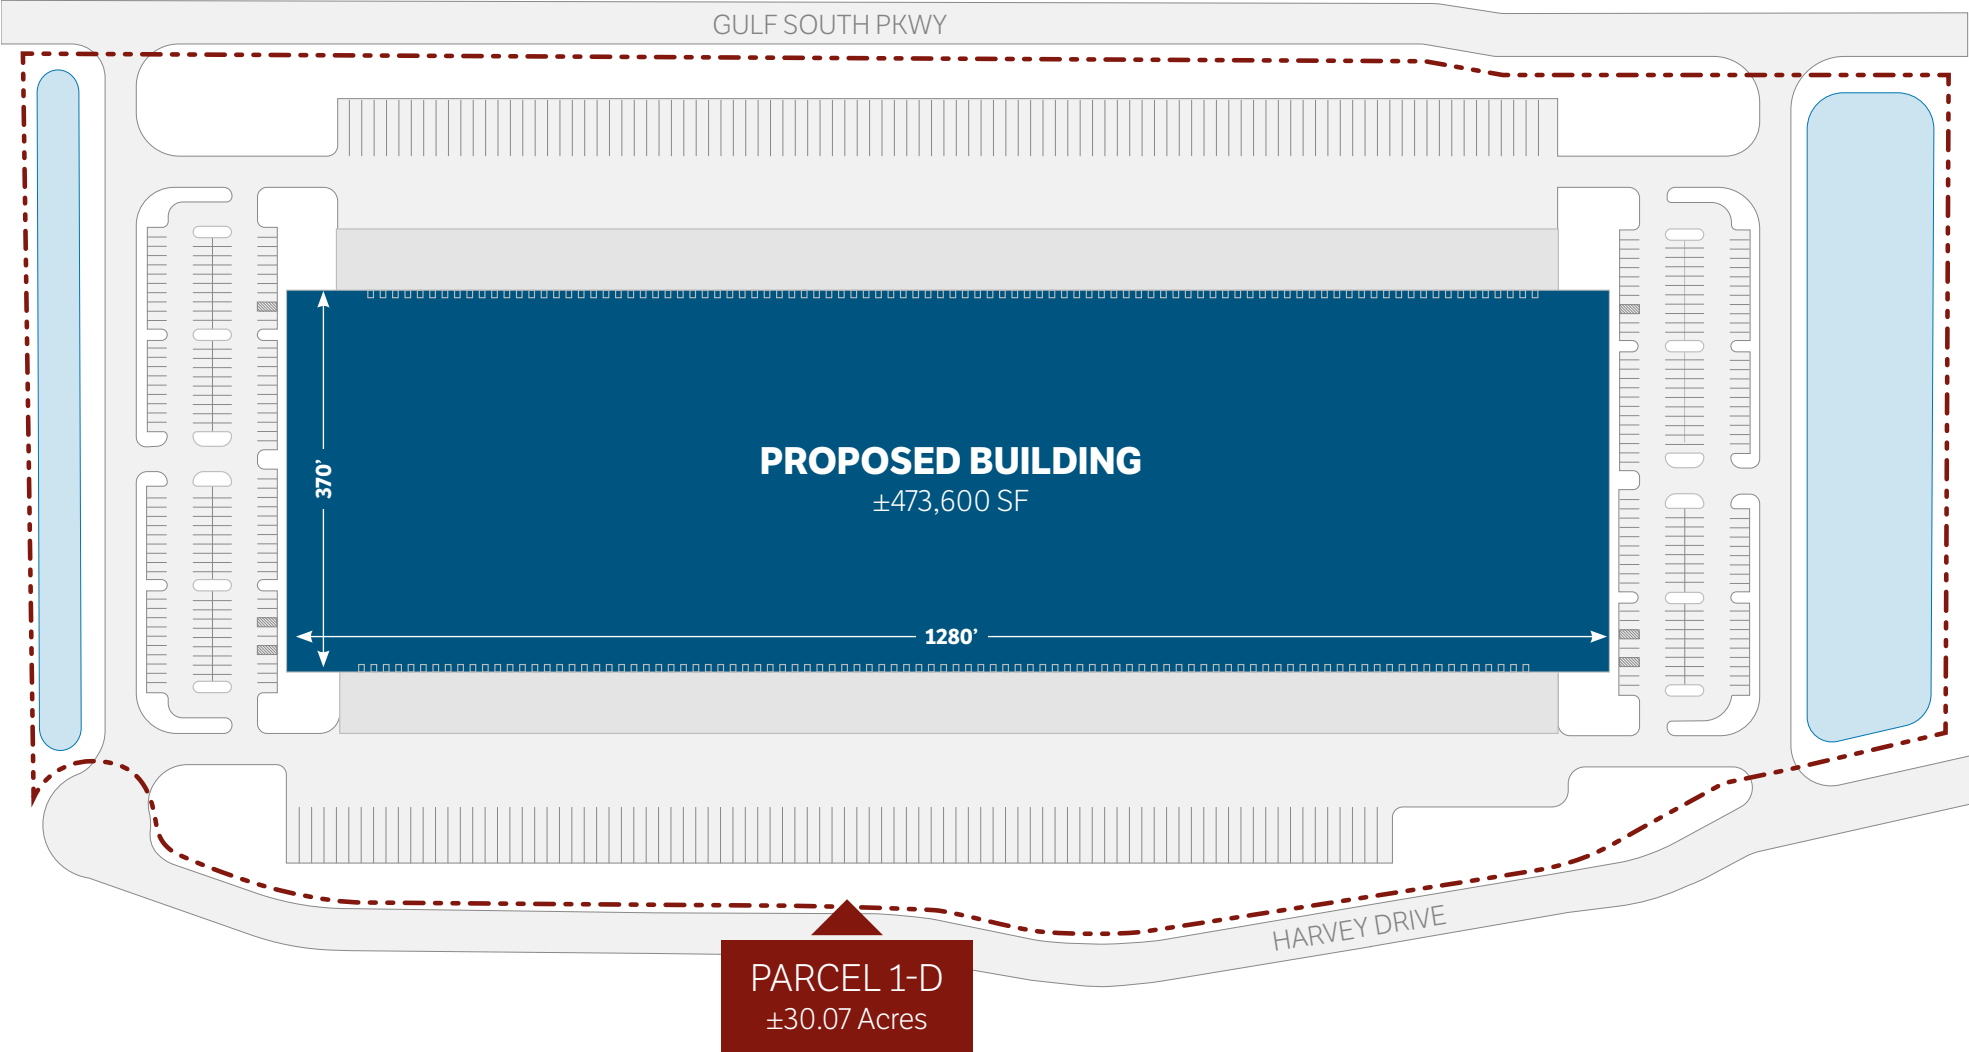 GULF SOUTH PKWY
PROPOSED BUILDING
±473,600 SF
370’
1280’
HARVEY DRIVE
PARCEL 1-D
±30.07 Acres